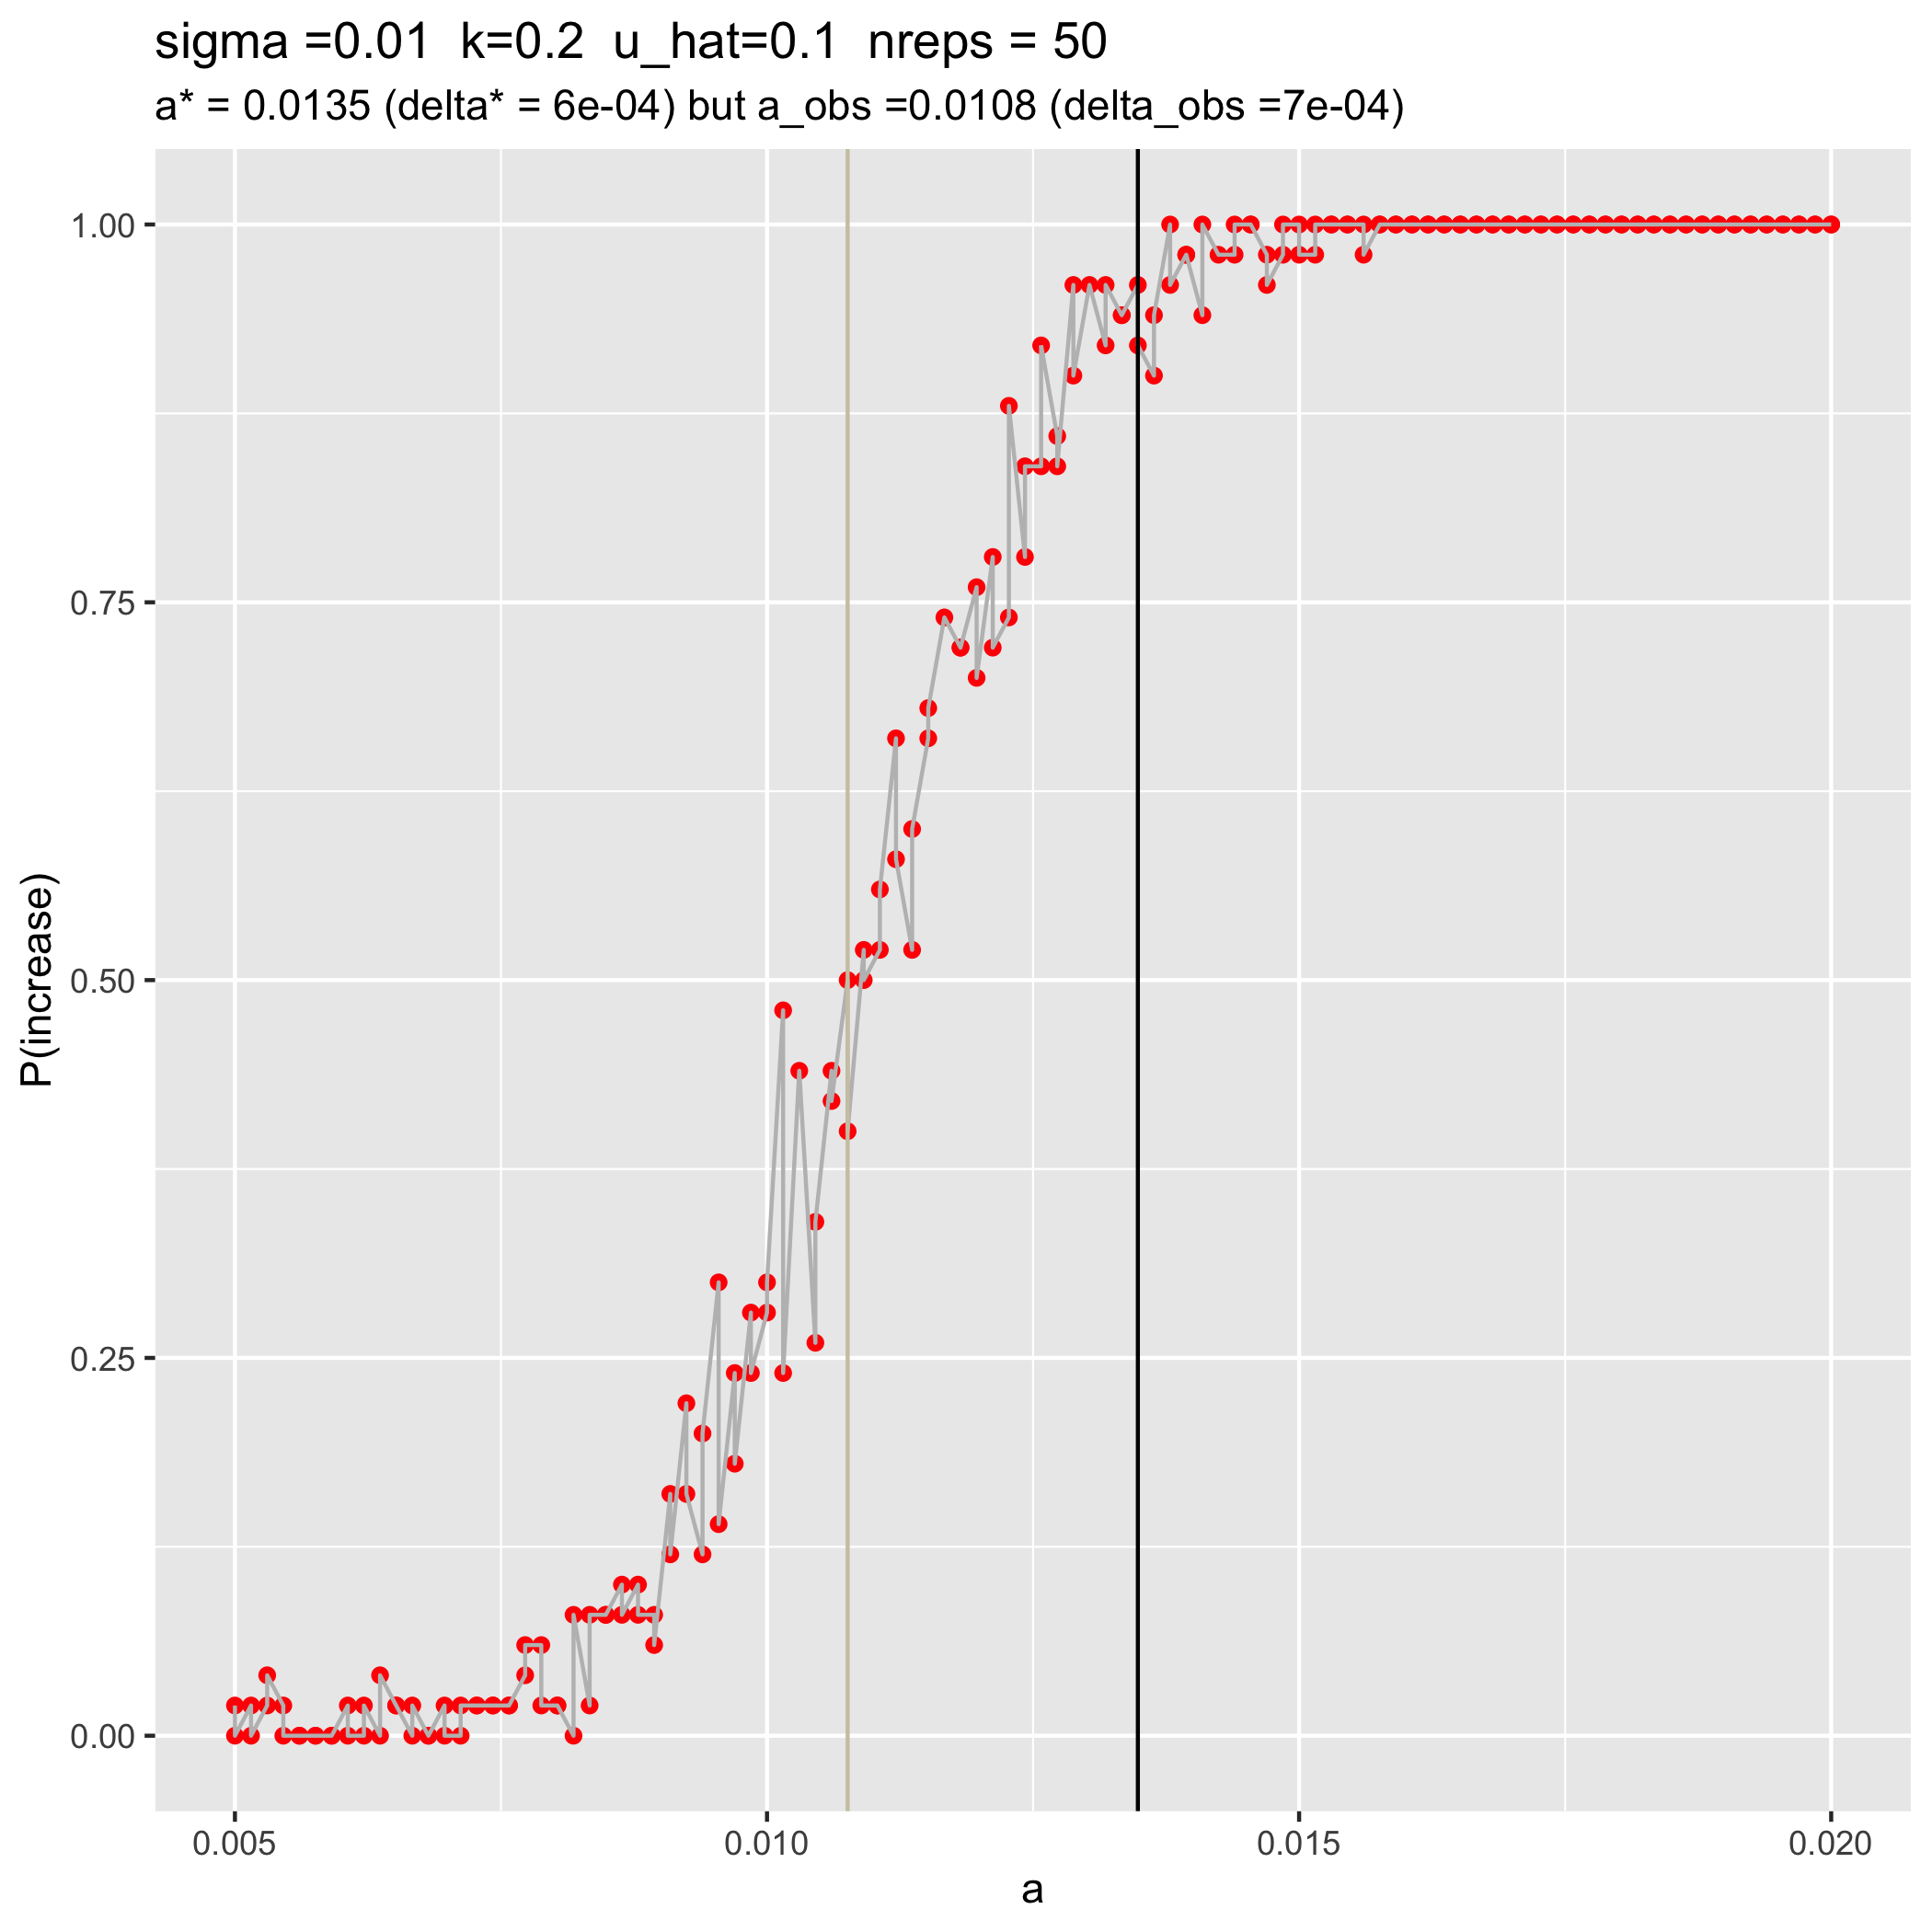 sigma =0.01  k=0.2  u_hat=0.1  nreps = 50
a* = 0.0135 (delta* = 6e-04) but a_obs =0.0108 (delta_obs =7e-04)
P(increase)
1.00
0.75
0.50
0.25
0.00
0.005 0.010 0.015 0.020
a